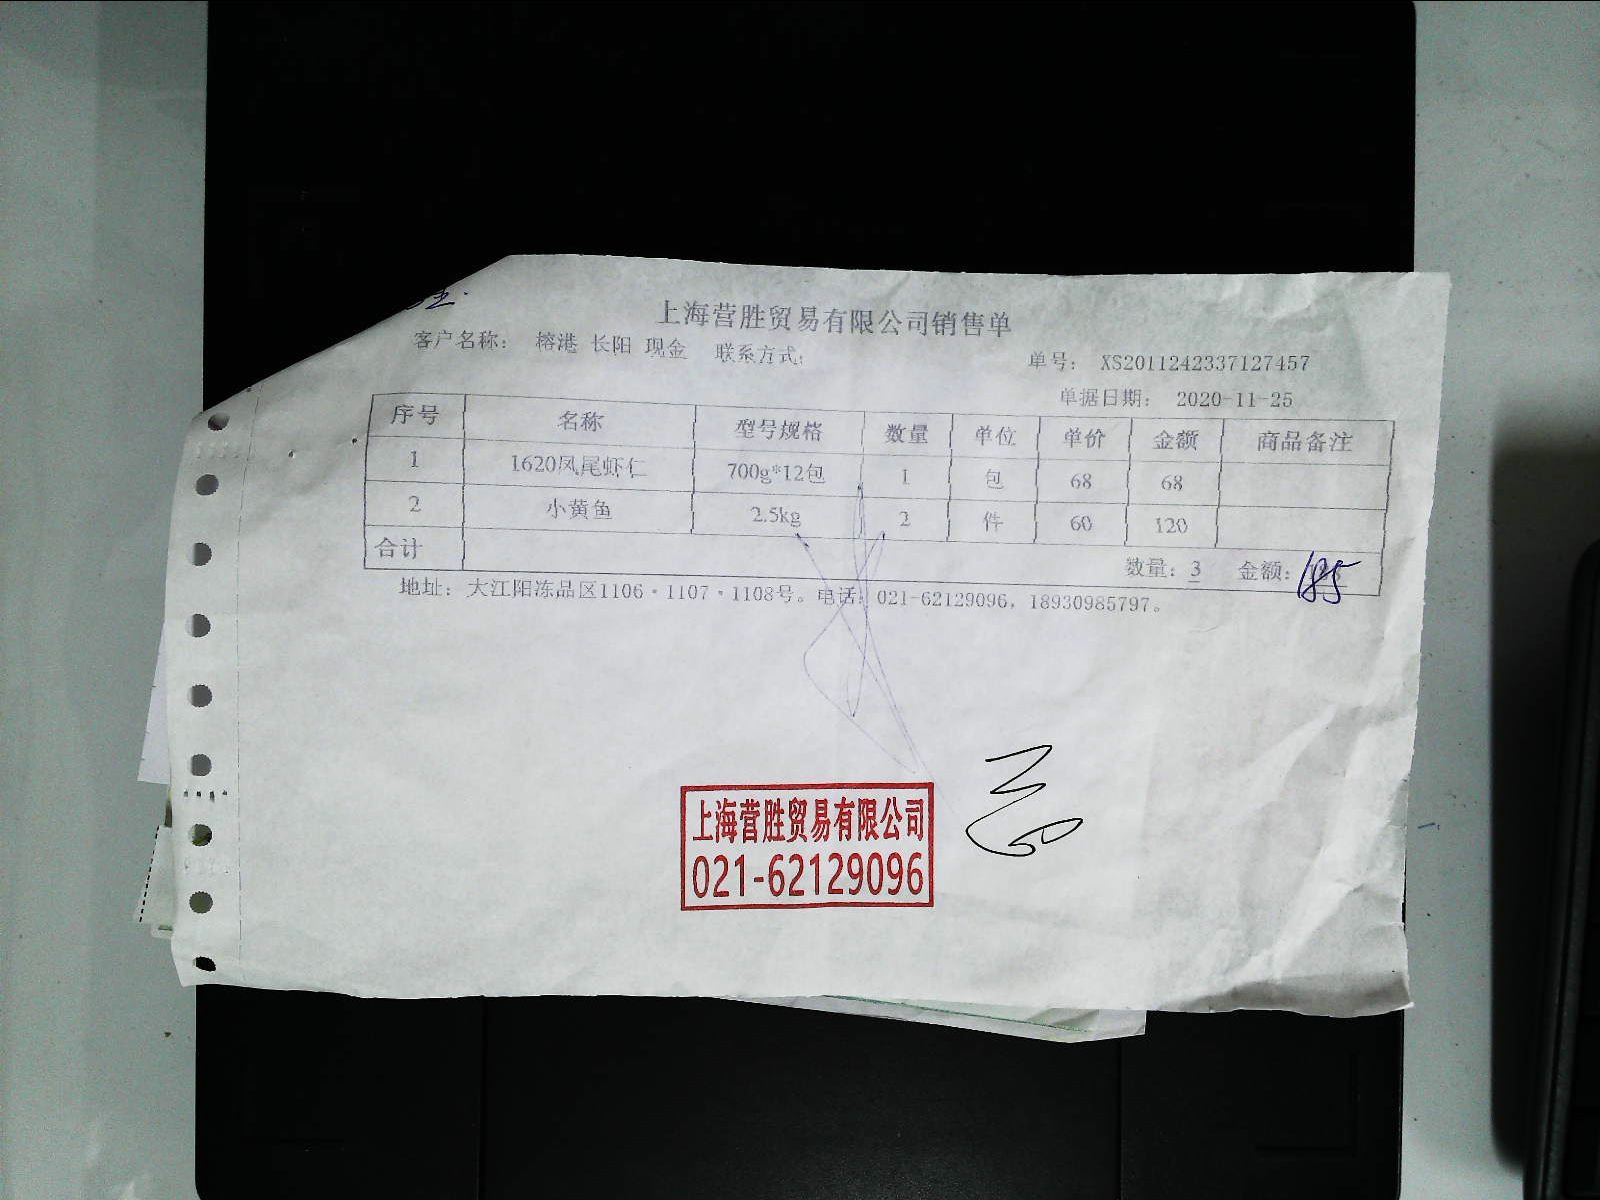 上海营胜贸易有限公司销售单
客户名称： 榕港 长阳 现金 联系方式:
单号： XS2011242337127457
单据日期： 2020-11-25
序号 名称 型号规格 数量 单位 单价 金额 商品备注
1 1620凤尾虾仁 700g*12包 1 包 68 68
2 小黄鱼 2.5kg 2 件 60 120
合计 数量: 3 金额: 185
地址： 大江阳冻品区1106·1107·1108号。电话: 021-62129096, 18930985797。
上海营胜贸易有限公司
021-62129096